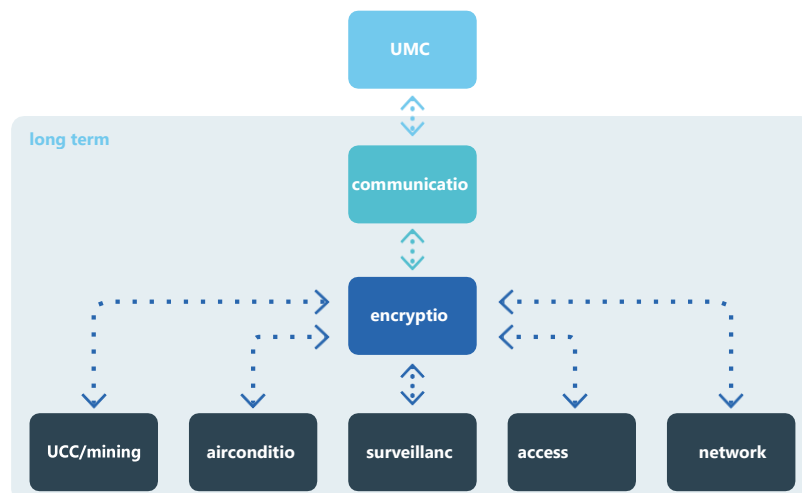 UMC
long term
communicatio
encryptio
UCC/mining
airconditio
surveillanc
access
network